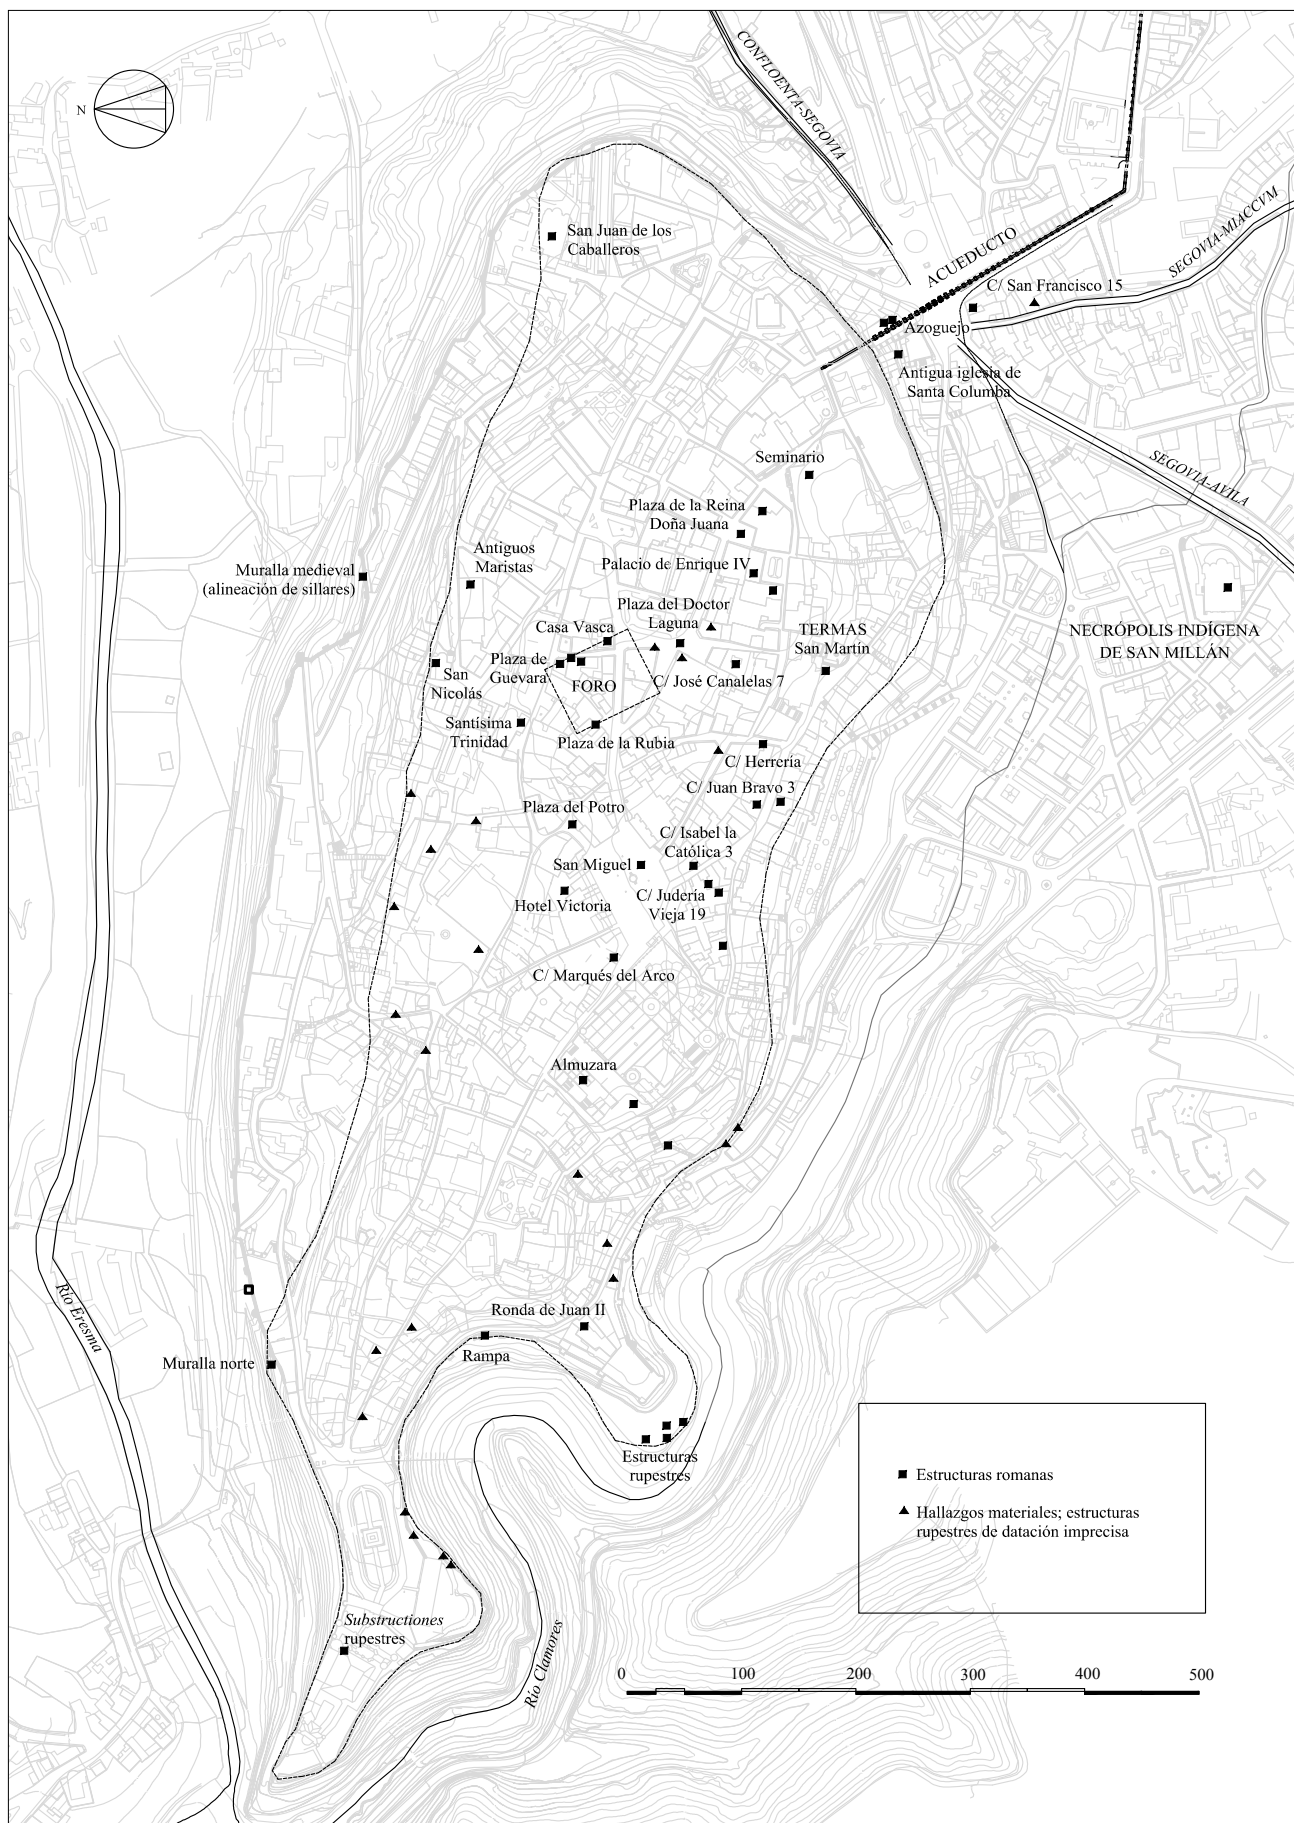 CONFLOENTA-SEGOVIA
N
San Juan de los
Caballeros
ACUEDUCTO
SEGOVIA-MIACCVM
C/ San Francisco 15
Azoguejo
Antigua iglesia de
Santa Columba
SEGOVIA-AVILA
Seminario
Plaza de la Reina
Doña Juana
Antiguos
Maristas
Palacio de Enrique IV
Muralla medieval
(alineación de sillares)
Plaza del Doctor
Laguna
Casa Vasca
TERMAS
San Martín
NECRÓPOLIS INDÍGENA
DE SAN MILLÁN
Plaza de
Guevara
FORO
C/ José Canalelas 7
San
Nicolás
Santísima
Trinidad
Plaza de la Rubia
C/ Herrería
C/ Juan Bravo 3
Plaza del Potro
C/ Isabel la
Católica 3
San Miguel
C/ Judería
Vieja 19
Hotel Victoria
C/ Marqués del Arco
Almuzara
Río Eresma
Ronda de Juan II
Rampa
Muralla norte
Estructuras
rupestres
Estructuras romanas
Hallazgos materiales; estructuras
rupestres de datación imprecisa
Substructiones
rupestres
Río Clamores
0 100 200 300 400 500